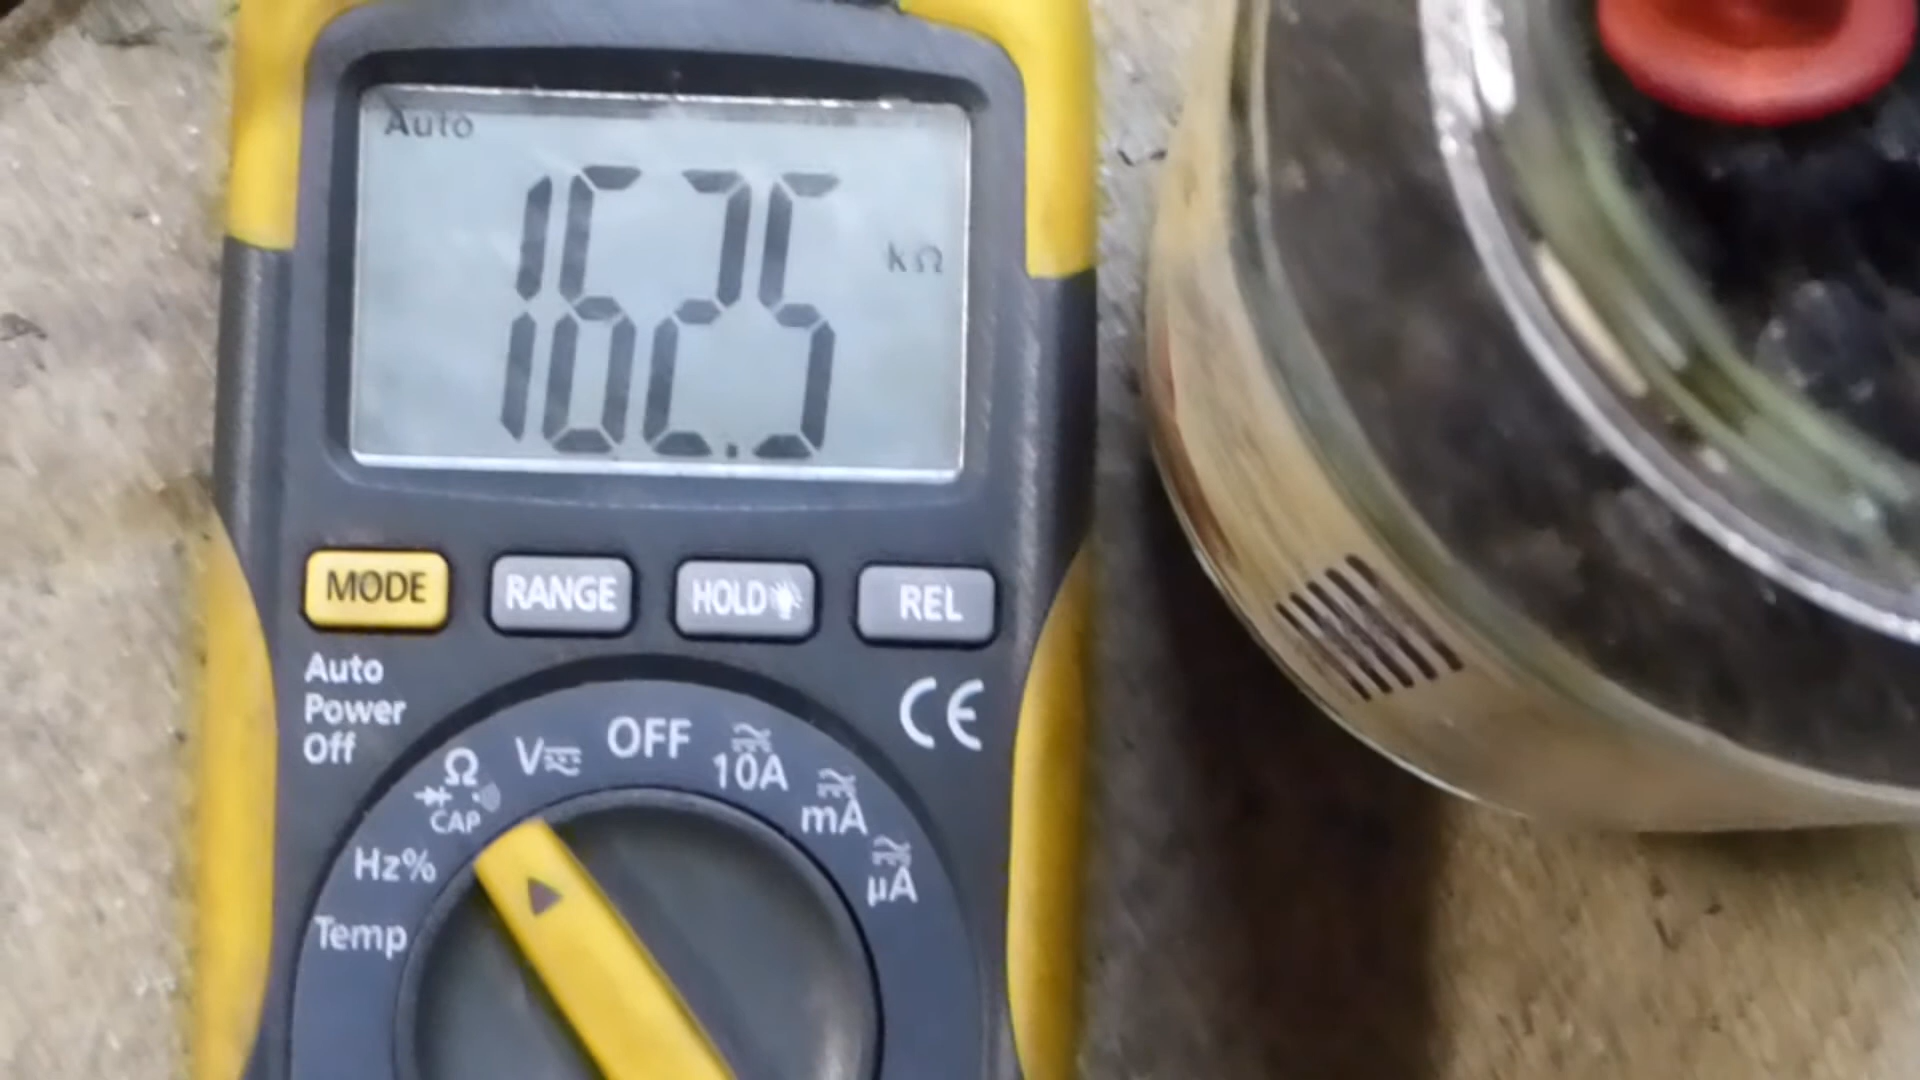 Auto
162.5 kΩ
MODE RANGE HOLD REL
Auto
Power
Off
CE
OFF
V
10A
Ω
mA
CAP
Hz%
µA
Temp